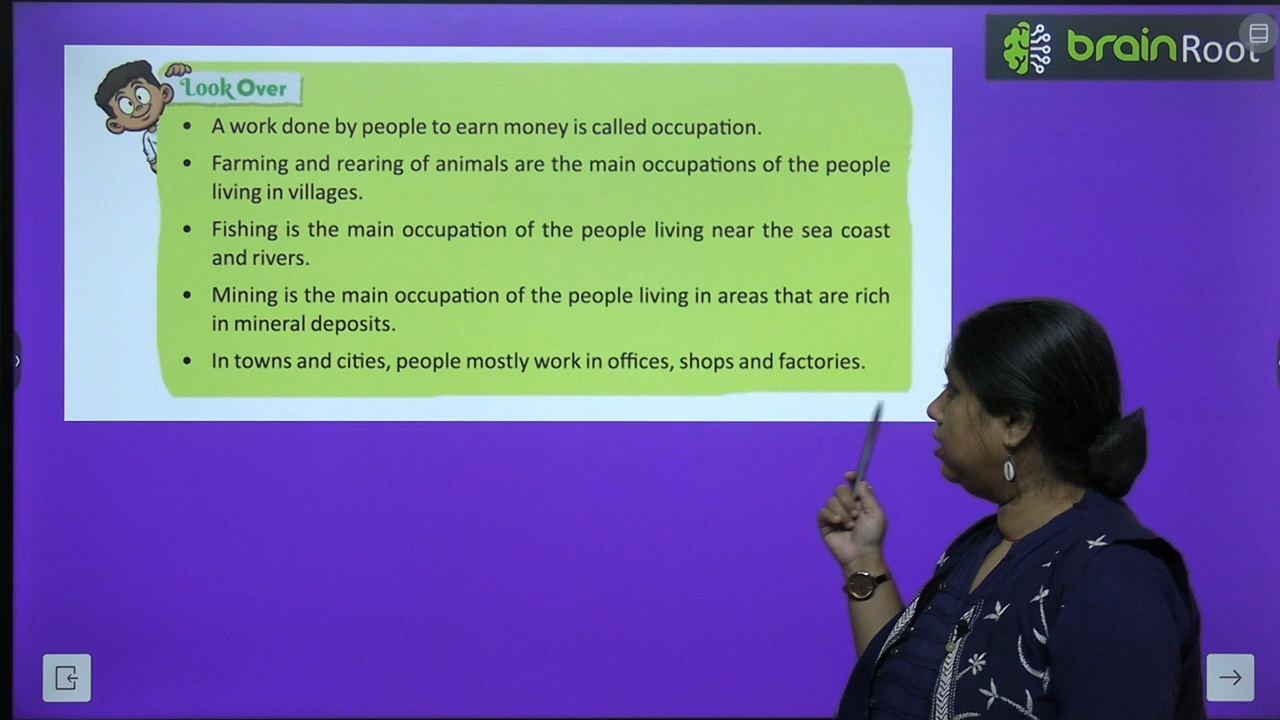 brainRoot
Look Over
• A work done by people to earn money is called occupation.
• Farming and rearing of animals are the main occupations of the people
living in villages.
• Fishing is the main occupation of the people living near the sea coast
and rivers.
• Mining is the main occupation of the people living in areas that are rich
in mineral deposits.
• In towns and cities, people mostly work in offices, shops and factories.